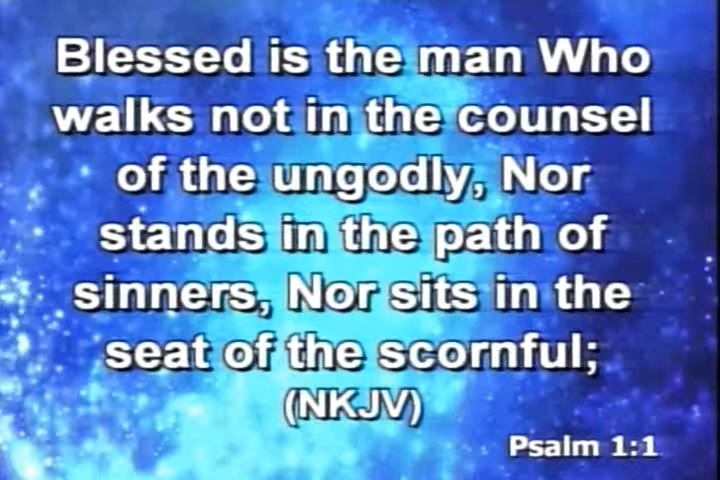 Blessed is the man Who
walks not in the counsel
of the ungodly, Nor
stands in the path of
sinners, Nor sits in the
seat of the scornful;
(NKJV)
Psalm 1:1